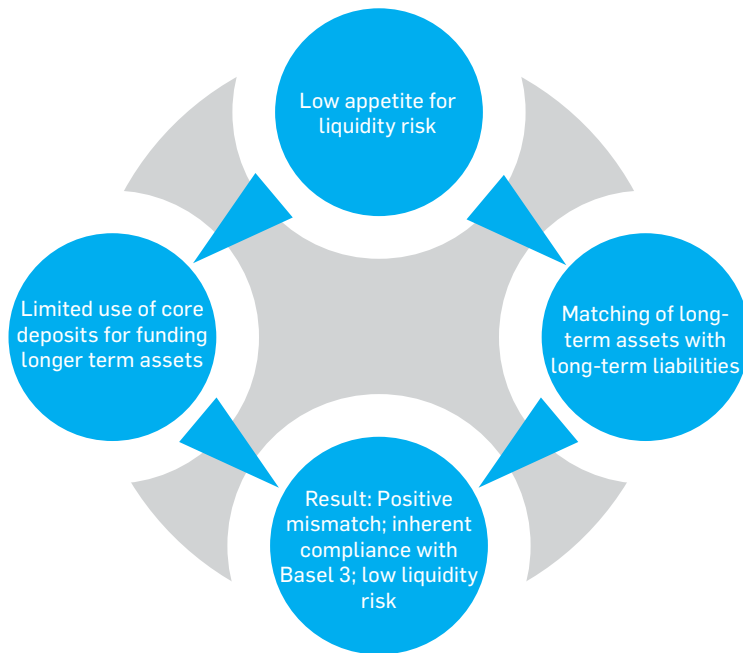 Low appetite for
liquidity risk
Limited use of core
deposits for funding
longer term assets
Matching of long-
term assets with
long-term liabilities
Result: Positive
mismatch; inherent
compliance with
Basel 3; low liquidity
risk